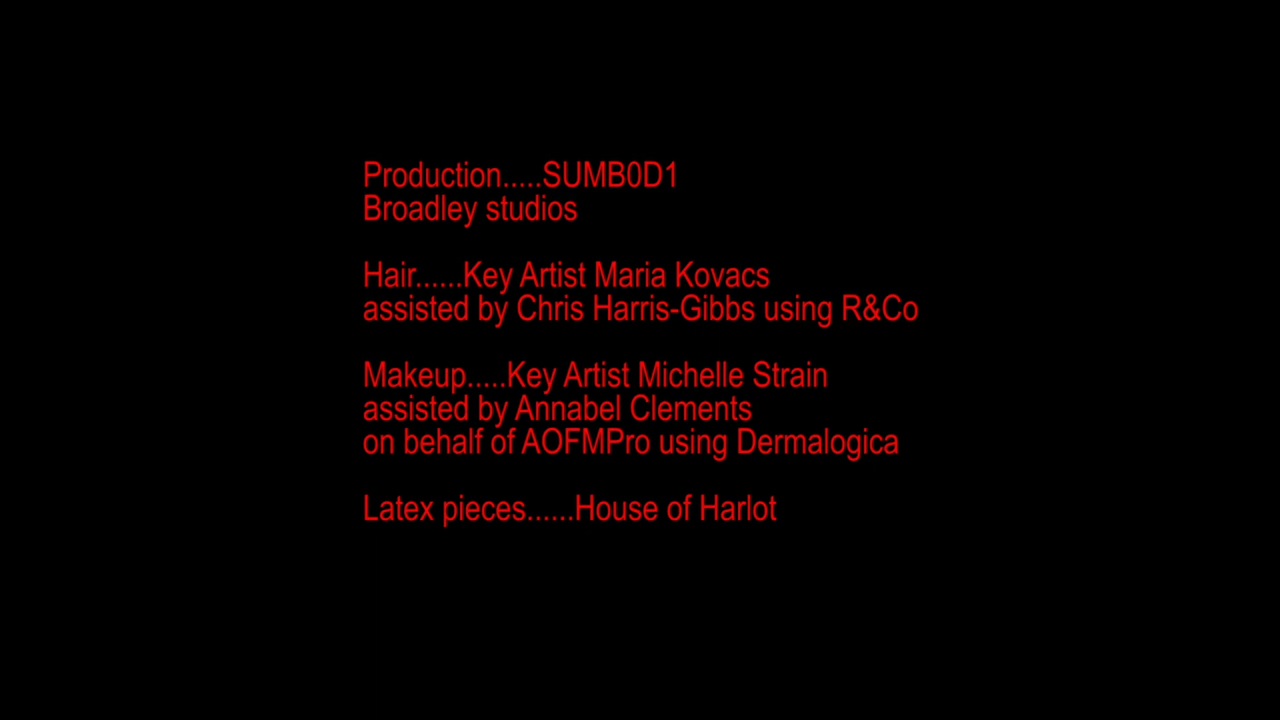 Production.....SUMB0D1
Broadley studios
Hair......Key Artist Maria Kovacs
assisted by Chris Harris-Gibbs using R&Co
Makeup.....Key Artist Michelle Strain
assisted by Annabel Clements
on behalf of AOFMPro using Dermalogica
Latex pieces......House of Harlot